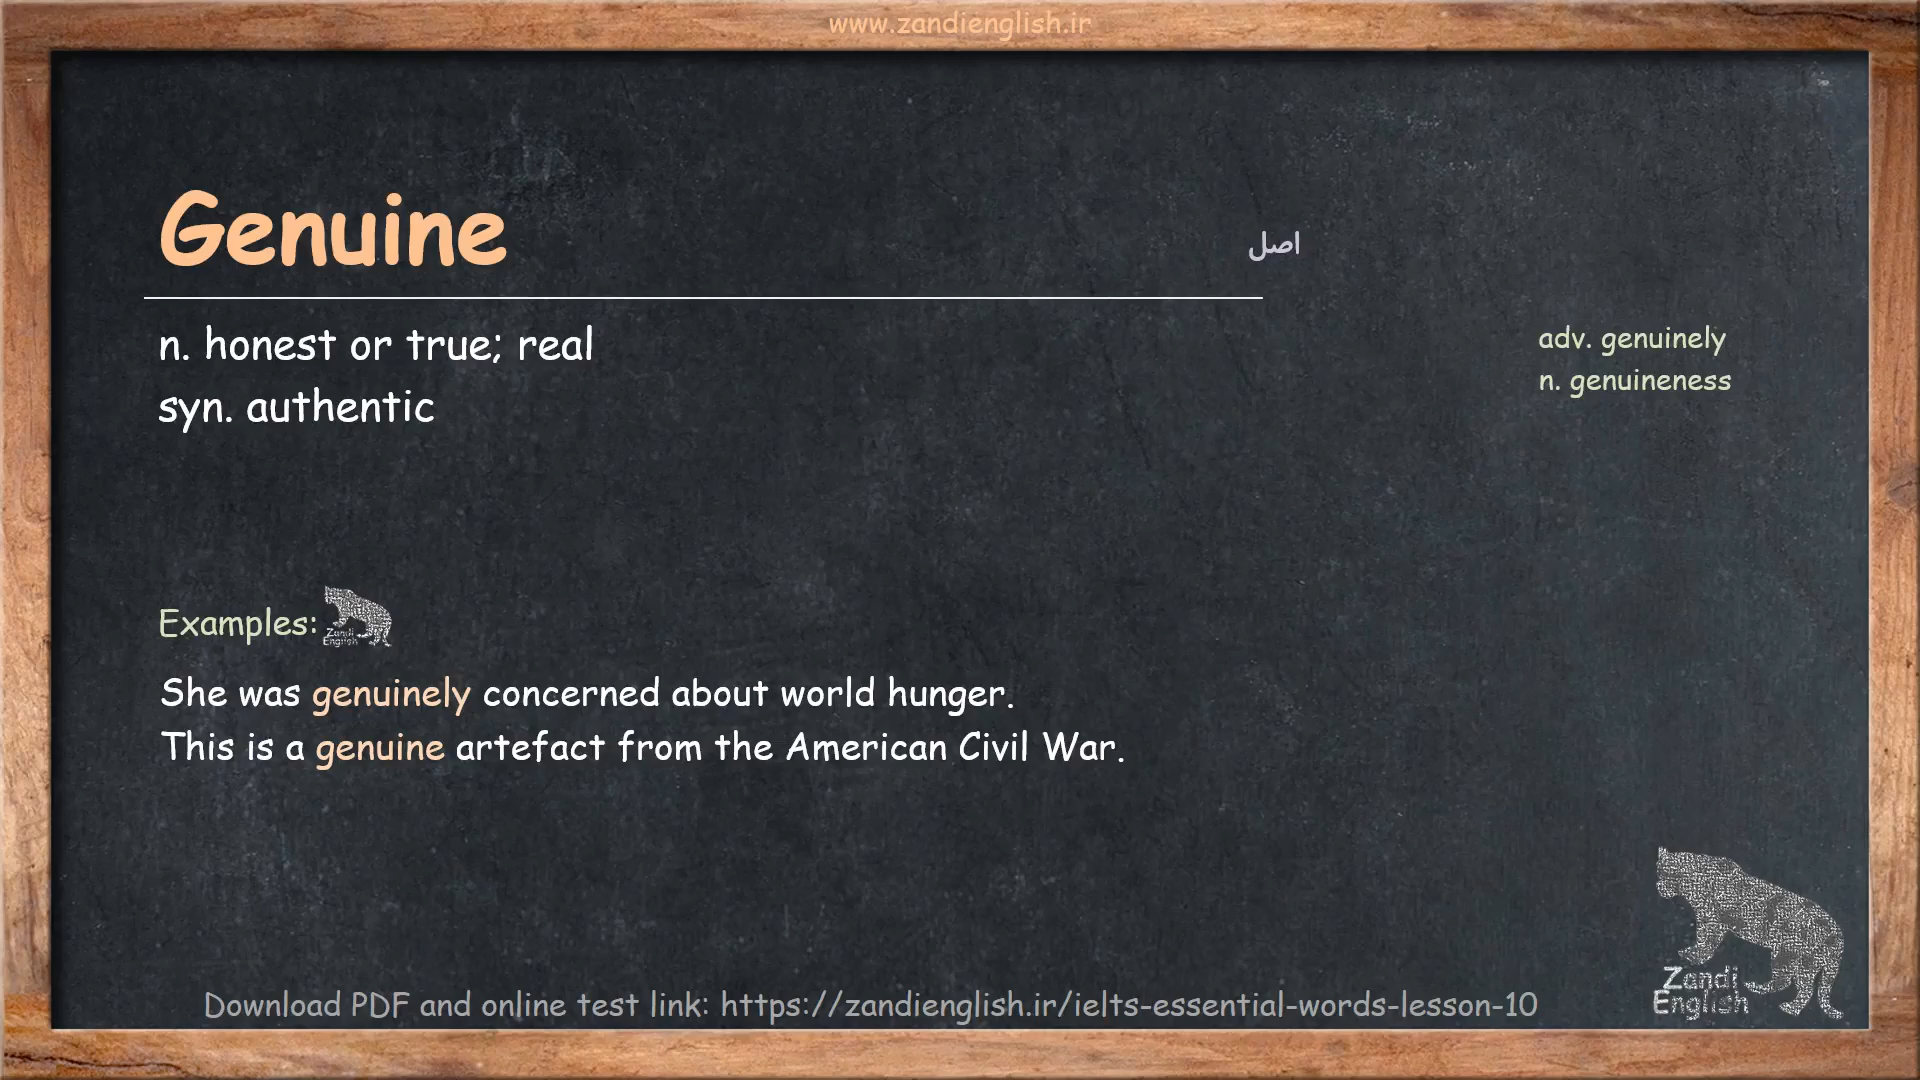 www.zandienglish.ir
Genuine
اصل
n. honest or true; real
syn. authentic
adv. genuinely
n. genuineness
Examples:
Zandi
English
She was genuinely concerned about world hunger.
This is a genuine artefact from the American Civil War.
Zandi
English
Download PDF and online test link: https://zandienglish.ir/ielts-essential-words-lesson-10